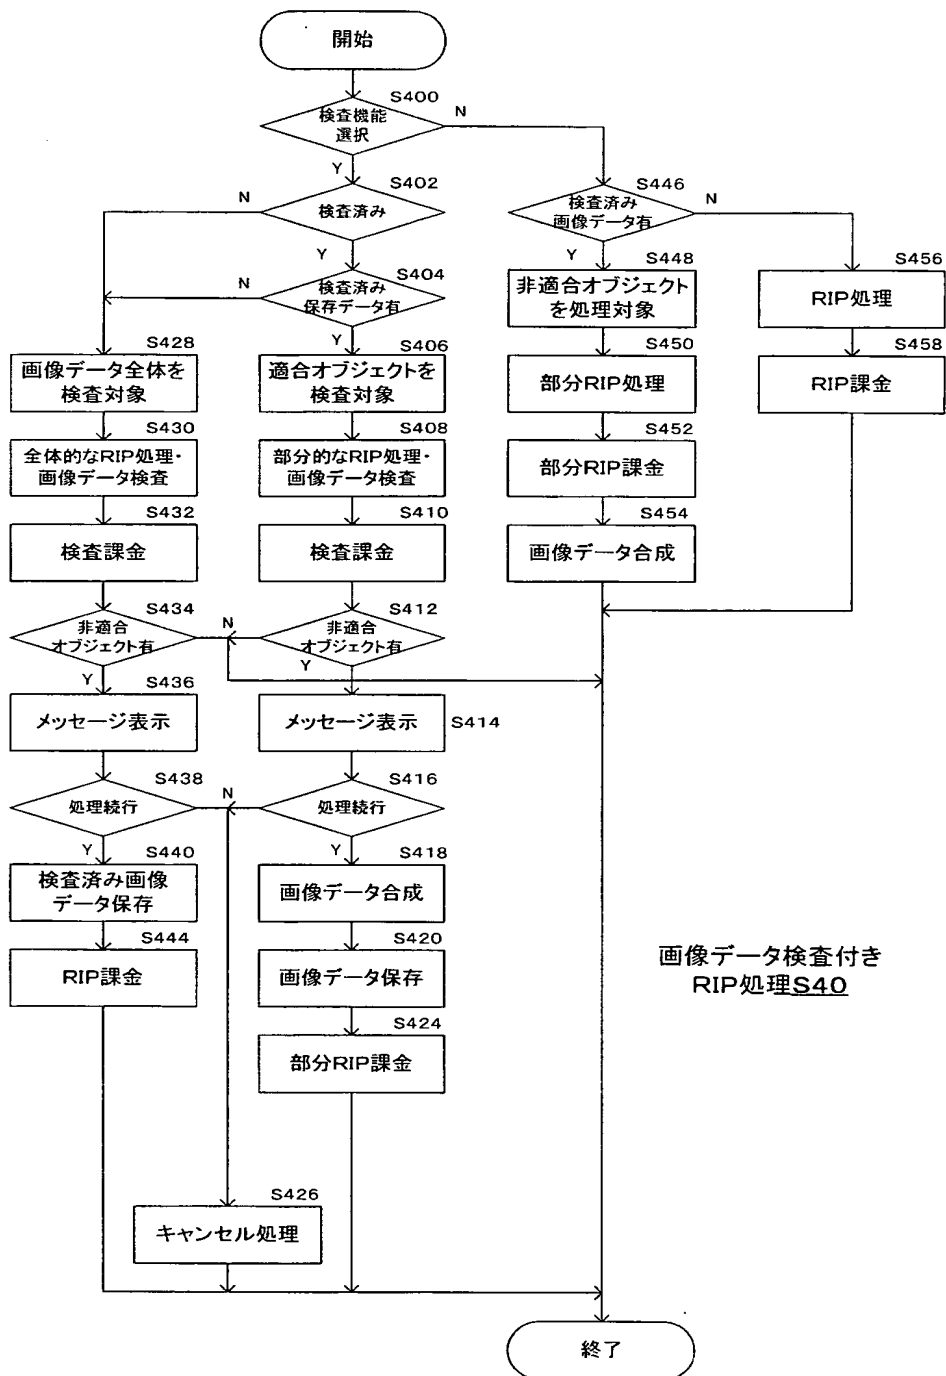 開始
S400
検査機能
選択
N
Y
S402
検査済み
N
Y
S446
検査済み
画像データ有
N
Y
S404
検査済み
保存データ有
N
Y
S448
非適合オブジェクト
を処理対象
S456
RIP処理
S428
画像データ全体を
検査対象
S406
適合オブジェクトを
検査対象
S450
部分RIP処理
S458
RIP課金
S430
全体的なRIP処理・
画像データ検査
S408
部分的なRIP処理・
画像データ検査
S452
部分RIP課金
S432
検査課金
S410
検査課金
S454
画像データ合成
S434
非適合
オブジェクト有
N
Y
S412
非適合
オブジェクト有
Y
S436
メッセージ表示
メッセージ表示
S414
S438
処理続行
N
Y
S416
処理続行
Y
S440
検査済み画像
データ保存
S418
画像データ合成
S444
RIP課金
S420
画像データ保存
S424
部分RIP課金
画像データ検査付き
RIP処理S40
S426
キャンセル処理
終了